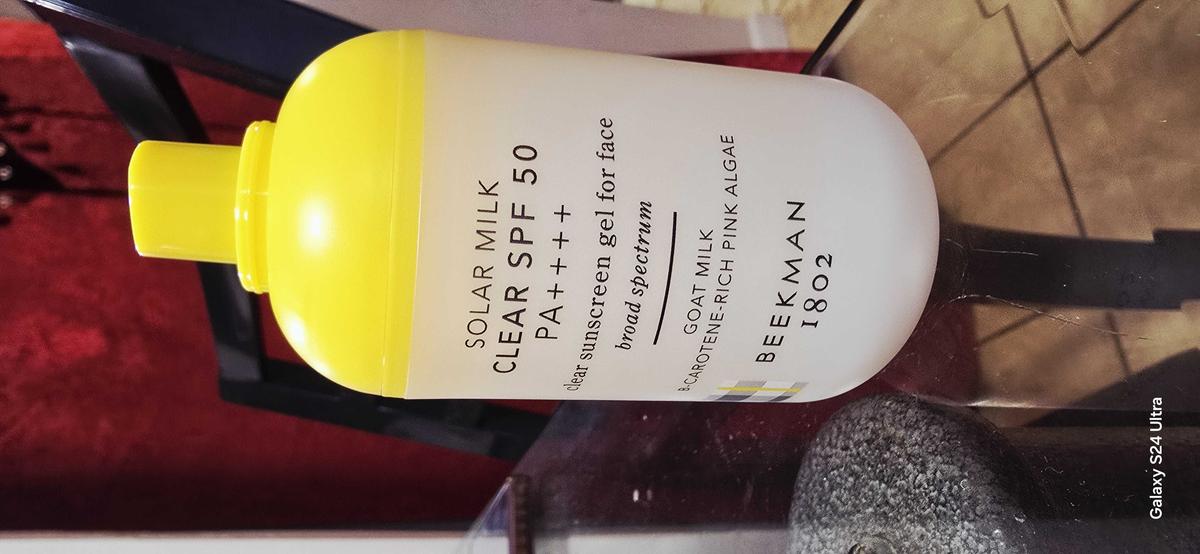 SOLAR MILK
CLEAR SPF 50
PA++++
clear sunscreen gel for face
broad spectrum
GOAT MILK
B-CAROTENE-RICH PINK ALGAE
BEEKMAN
1802
Galaxy S24 Ultra